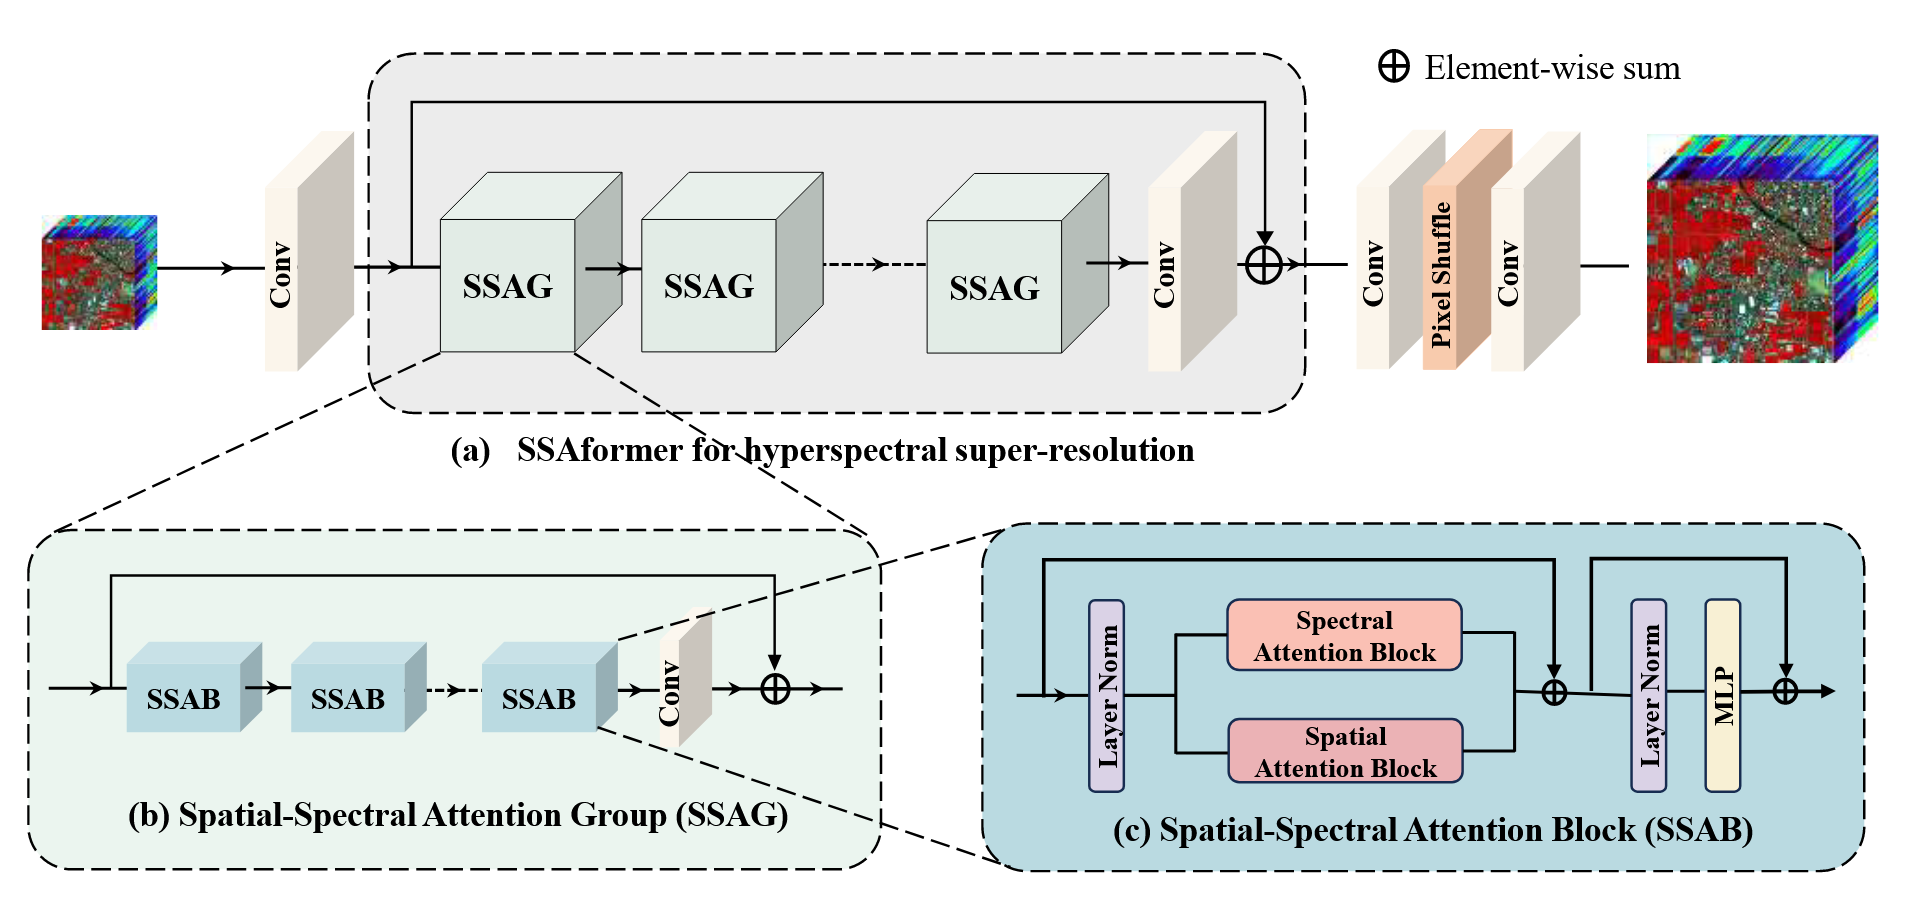 Element-wise sum
Conv
SSAG
SSAG
SSAG
Conv
Conv
Pixel Shuffle
Conv
(a) SSAformer for hyperspectral super-resolution
SSAB
SSAB
SSAB
Conv
(b) Spatial-Spectral Attention Group (SSAG)
Layer Norm
Spectral
Attention Block
Spatial
Attention Block
Layer Norm
MLP
(c) Spatial-Spectral Attention Block (SSAB)